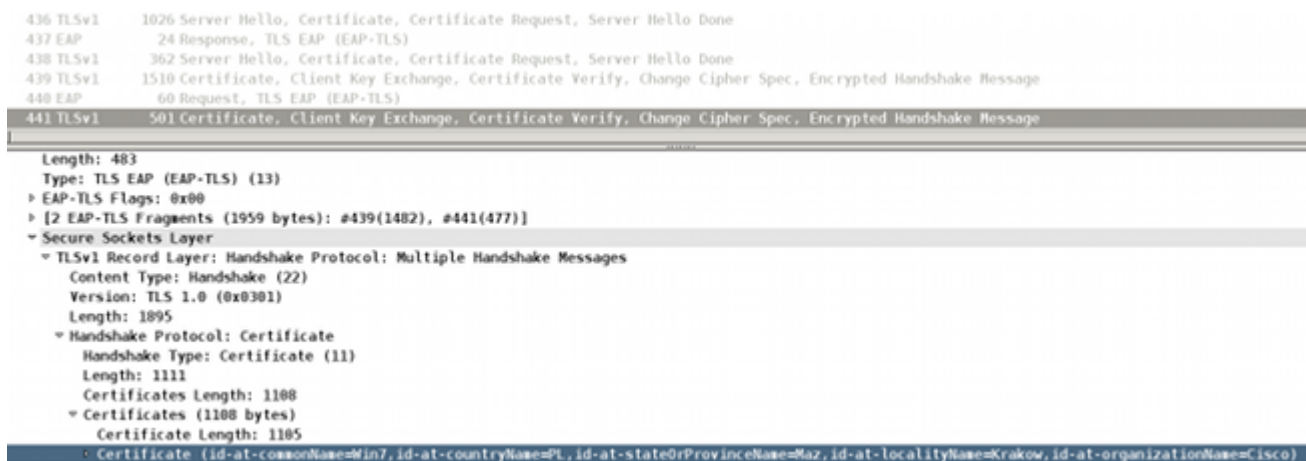 436 TLSv1 1026 Server Hello, Certificate, Certificate Request, Server Hello Done
437 EAP 24 Response, TLS EAP (EAP-TLS)
438 TLSv1 362 Server Hello, Certificate, Certificate Request, Server Hello Done
439 TLSv1 1510 Certificate, Client Key Exchange, Certificate Verify, Change Cipher Spec, Encrypted Handshake Message
440 EAP 60 Request, TLS EAP (EAP-TLS)
441 TLSv1 501 Certificate, Client Key Exchange, Certificate Verify, Change Cipher Spec, Encrypted Handshake Message
Length: 483
Type: TLS EAP (EAP-TLS) (13)
EAP-TLS Flags: 0x00
[2 EAP-TLS Fragments (1959 bytes): #439(1482), #441(477)]
Secure Sockets Layer
TLSv1 Record Layer: Handshake Protocol: Multiple Handshake Messages
Content Type: Handshake (22)
Version: TLS 1.0 (0x0301)
Length: 1895
Handshake Protocol: Certificate
Handshake Type: Certificate (11)
Length: 1111
Certificates Length: 1108
Certificates (1108 bytes)
Certificate Length: 1105
Certificate (id-at-commonName=Win7,id-at-countryName=PL,id-at-stateOrProvinceName=Maz,id-at-localityName=Krakow,id-at-organizationName=Cisco)